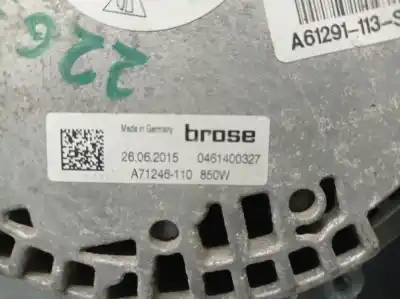 A61291-113-S
226
Made in Germany
brose
26.06.2015 0461400327
A71246-110 850W